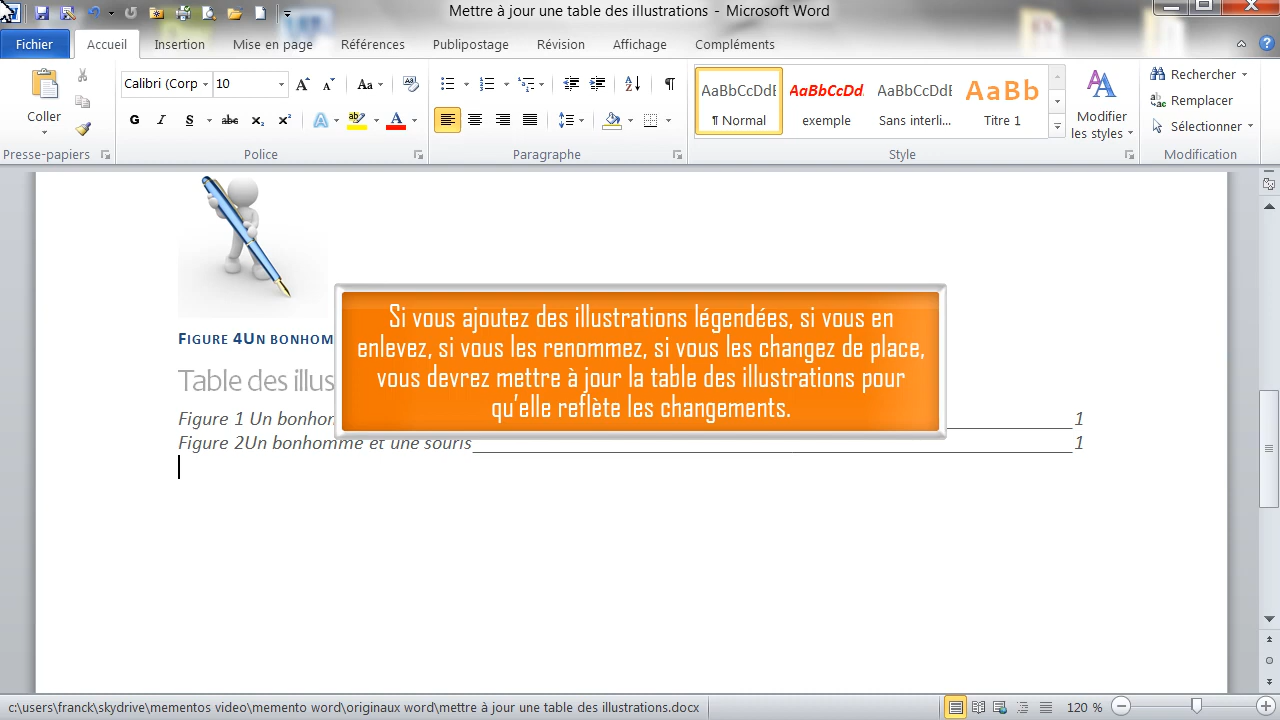 Mettre à jour une table des illustrations - Microsoft Word
Fichier Accueil Insertion Mise en page Références Publipostage Révision Affichage Compléments
Calibri (Corp 10
Coller
G I S abc x₂ x² A ab A
AaBbCcDdE AaBbCcDd. AaBbCcDdE AaBb
¶ Normal exemple Sans interli... Titre 1
Modifier les styles
Rechercher
Remplacer
Sélectionner
Presse-papiers Police Paragraphe Style Modification
FIGURE 4UN BONHOM
Si vous ajoutez des illustrations légendées, si vous en
enlevez, si vous les renommez, si vous les changez de place,
vous devrez mettre à jour la table des illustrations pour
qu'elle reflète les changements.
Table des illus
Figure 1 Un bonhom 1
Figure 2Un bonhomme et une souris 1
c:\users\franck\skydrive\mementos video\memento word\originaux word\mettre à jour une table des illustrations.docx
120 %